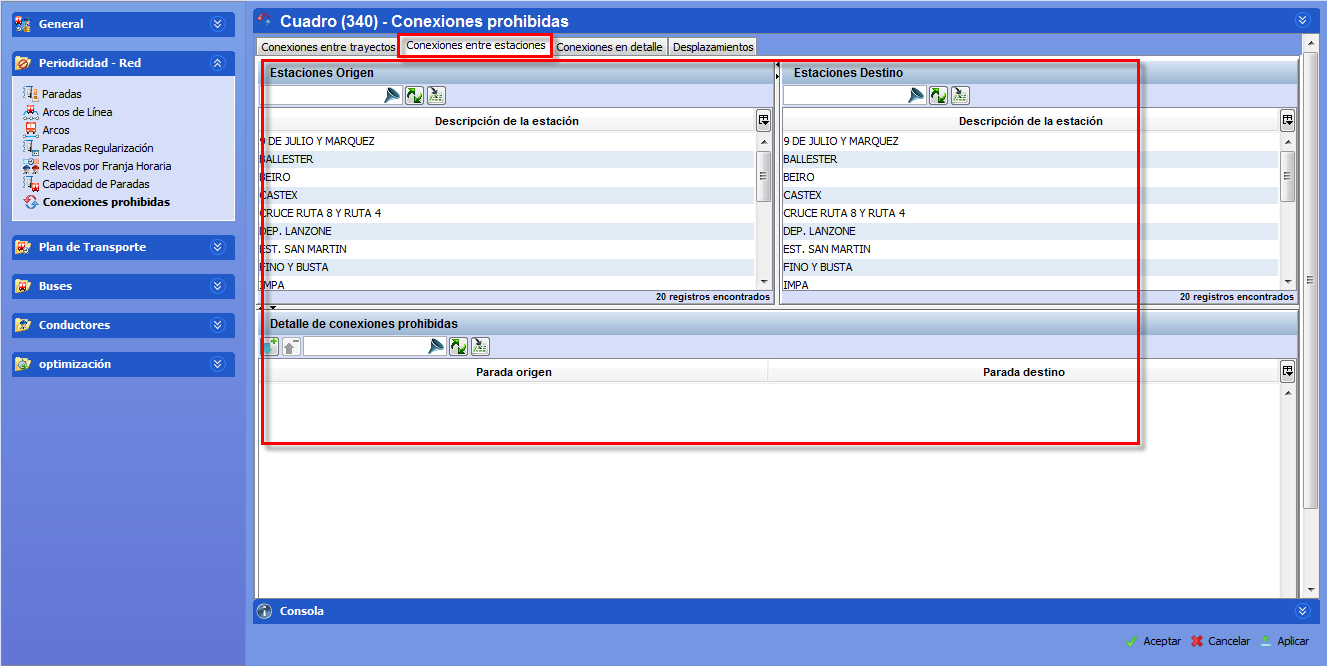 General
Periodicidad - Red
Paradas
Arcos de Línea
Arcos
Paradas Regularización
Relevos por Franja Horaria
Capacidad de Paradas
Conexiones prohibidas
Plan de Transporte
Buses
Conductores
optimización
Cuadro (340) - Conexiones prohibidas
Conexiones entre trayectos Conexiones entre estaciones Conexiones en detalle Desplazamientos
Estaciones Origen
Descripción de la estación
9 DE JULIO Y MARQUEZ
BALLESTER
BEIRO
CASTEX
CRUCE RUTA 8 Y RUTA 4
DEP. LANZONE
EST. SAN MARTIN
FINO Y BUSTA
IMPA
20 registros encontrados
Estaciones Destino
Descripción de la estación
9 DE JULIO Y MARQUEZ
BALLESTER
BEIRO
CASTEX
CRUCE RUTA 8 Y RUTA 4
DEP. LANZONE
EST. SAN MARTIN
FINO Y BUSTA
IMPA
20 registros encontrados
Detalle de conexiones prohibidas
Parada origen Parada destino
Consola
Aceptar Cancelar Aplicar